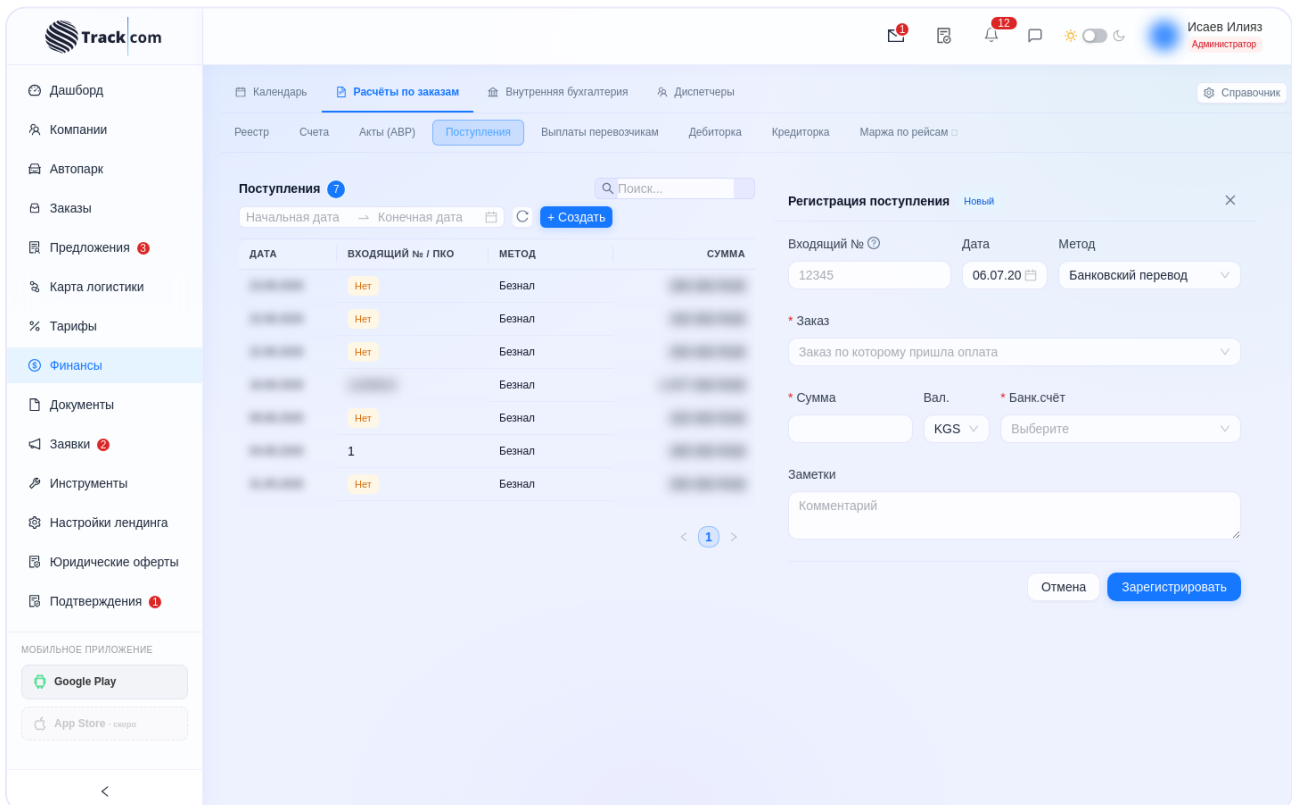 Track com
1
12
Исаев Илияз
Администратор
Дашборд
Компании
Автопарк
Заказы
Предложения 3
Карта логистики
Тарифы
Финансы
Документы
Заявки 2
Инструменты
Настройки лендинга
Юридические оферты
Подтверждения 1
МОБИЛЬНОЕ ПРИЛОЖЕНИЕ
Google Play
App Store - скоро
Календарь Расчёты по заказам Внутренняя бухгалтерия Диспетчеры Справочник
Реестр Счета Акты (АВР) Поступления Выплаты перевозчикам Дебиторка Кредиторка Маржа по рейсам
Поступления 7 Поиск...
Начальная дата Конечная дата + Создать
ДАТА ВХОДЯЩИЙ № / ПКО МЕТОД СУММА
Нет Безнал
Нет Безнал
Нет Безнал
Безнал
Нет Безнал
1 Безнал
Нет Безнал
1
Регистрация поступления Новый
Входящий № Дата Метод
12345 06.07.20 Банковский перевод
* Заказ
Заказ по которому пришла оплата
* Сумма Вал. * Банк.счёт
KGS Выберите
Заметки
Комментарий
Отмена Зарегистрировать